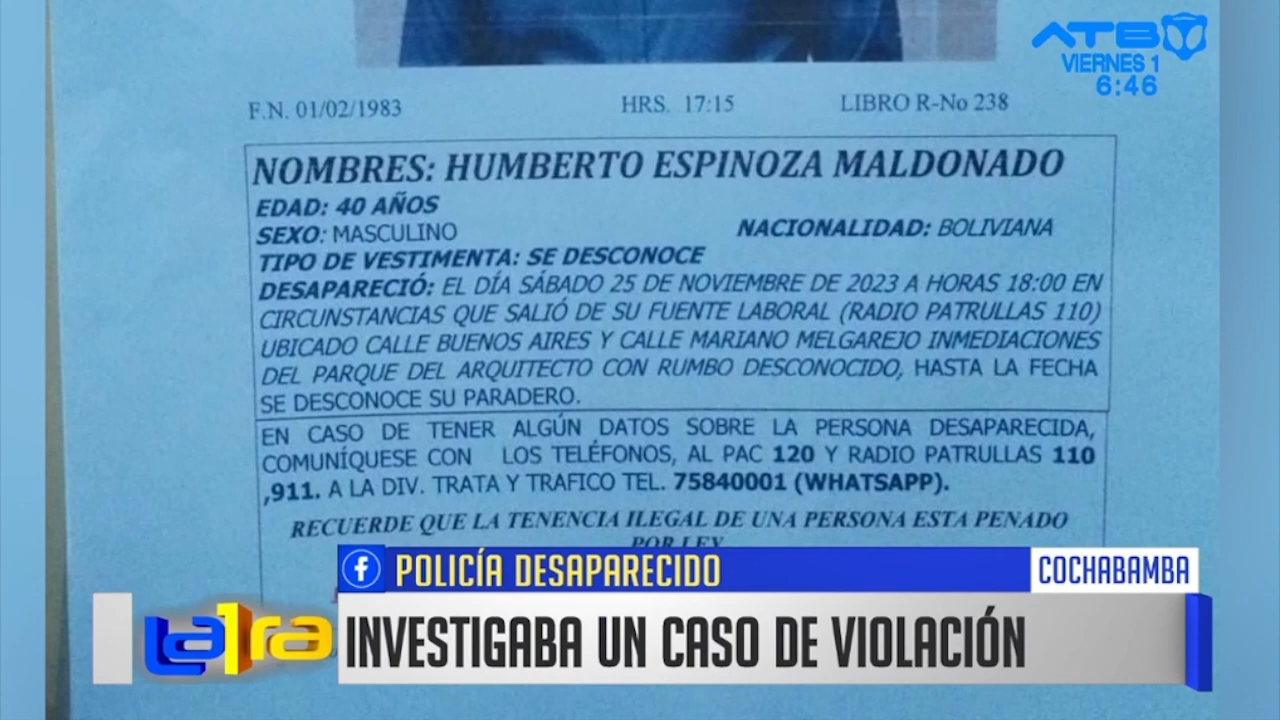 ATB
VIERNES 1
6:46
F.N. 01/02/1983 HRS. 17:15 LIBRO R-No 238
NOMBRES: HUMBERTO ESPINOZA MALDONADO
EDAD: 40 AÑOS
SEXO: MASCULINO NACIONALIDAD: BOLIVIANA
TIPO DE VESTIMENTA: SE DESCONOCE
DESAPARECIÓ: EL DÍA SÁBADO 25 DE NOVIEMBRE DE 2023 A HORAS 18:00 EN
CIRCUNSTANCIAS QUE SALIÓ DE SU FUENTE LABORAL (RADIO PATRULLAS 110)
UBICADO CALLE BUENOS AIRES Y CALLE MARIANO MELGAREJO INMEDIACIONES
DEL PARQUE DEL ARQUITECTO CON RUMBO DESCONOCIDO, HASTA LA FECHA
SE DESCONOCE SU PARADERO.
EN CASO DE TENER ALGÚN DATOS SOBRE LA PERSONA DESAPARECIDA,
COMUNÍQUESE CON LOS TELÉFONOS, AL PAC 120 Y RADIO PATRULLAS 110
,911. A LA DIV. TRATA Y TRAFICO TEL. 75840001 (WHATSAPP).
RECUERDE QUE LA TENENCIA ILEGAL DE UNA PERSONA ESTA PENADO
POR LEY
POLICÍA DESAPARECIDO
COCHABAMBA
La1ra
INVESTIGABA UN CASO DE VIOLACIÓN